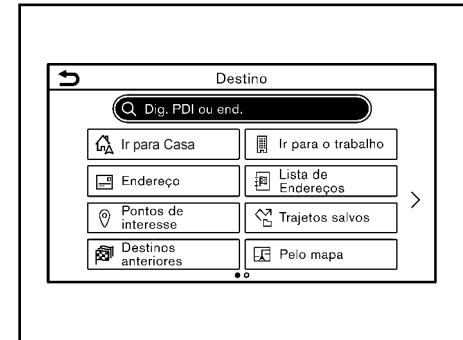 Destino
Dig. PDI ou end.
Ir para Casa
Ir para o trabalho
Endereço
Lista de
Endereços
Pontos de
interesse
Trajetos salvos
Destinos
anteriores
Pelo mapa